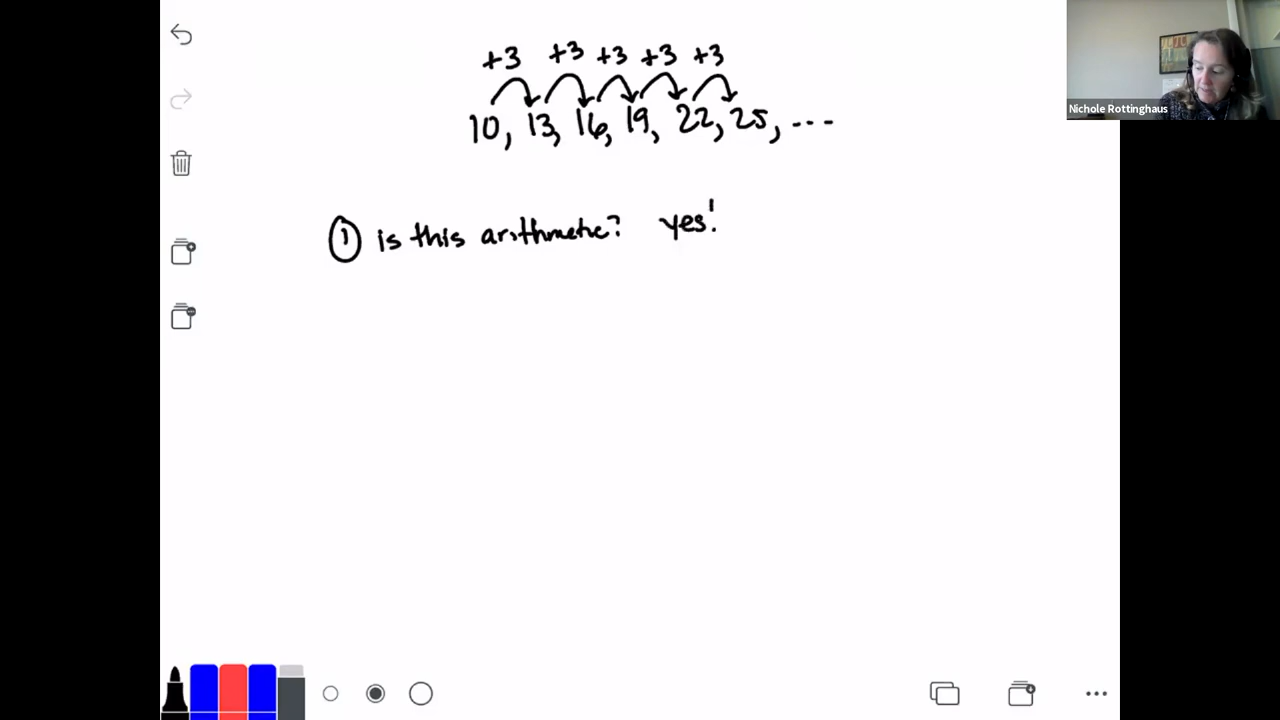 +3 +3 +3 +3 +3
10, 13, 16, 19, 22, 25, ...
① is this arithmetic? yes!
Nichole Rottinghaus